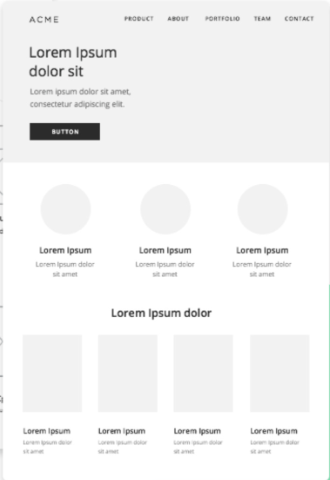 ACME PRODUCT ABOUT PORTFOLIO TEAM CONTACT
Lorem Ipsum
dolor sit
Lorem ipsum dolor sit amet,
consectetur adipiscing elit.
BUTTON
Lorem Ipsum Lorem Ipsum Lorem Ipsum
Lorem ipsum dolor Lorem ipsum dolor Lorem ipsum dolor
sit amet sit amet sit amet
Lorem Ipsum dolor
Lorem Ipsum Lorem Ipsum Lorem Ipsum Lorem Ipsum
Lorem ipsum dolor Lorem ipsum dolor Lorem ipsum dolor Lorem ipsum dolor
sit amet sit amet sit amet sit amet